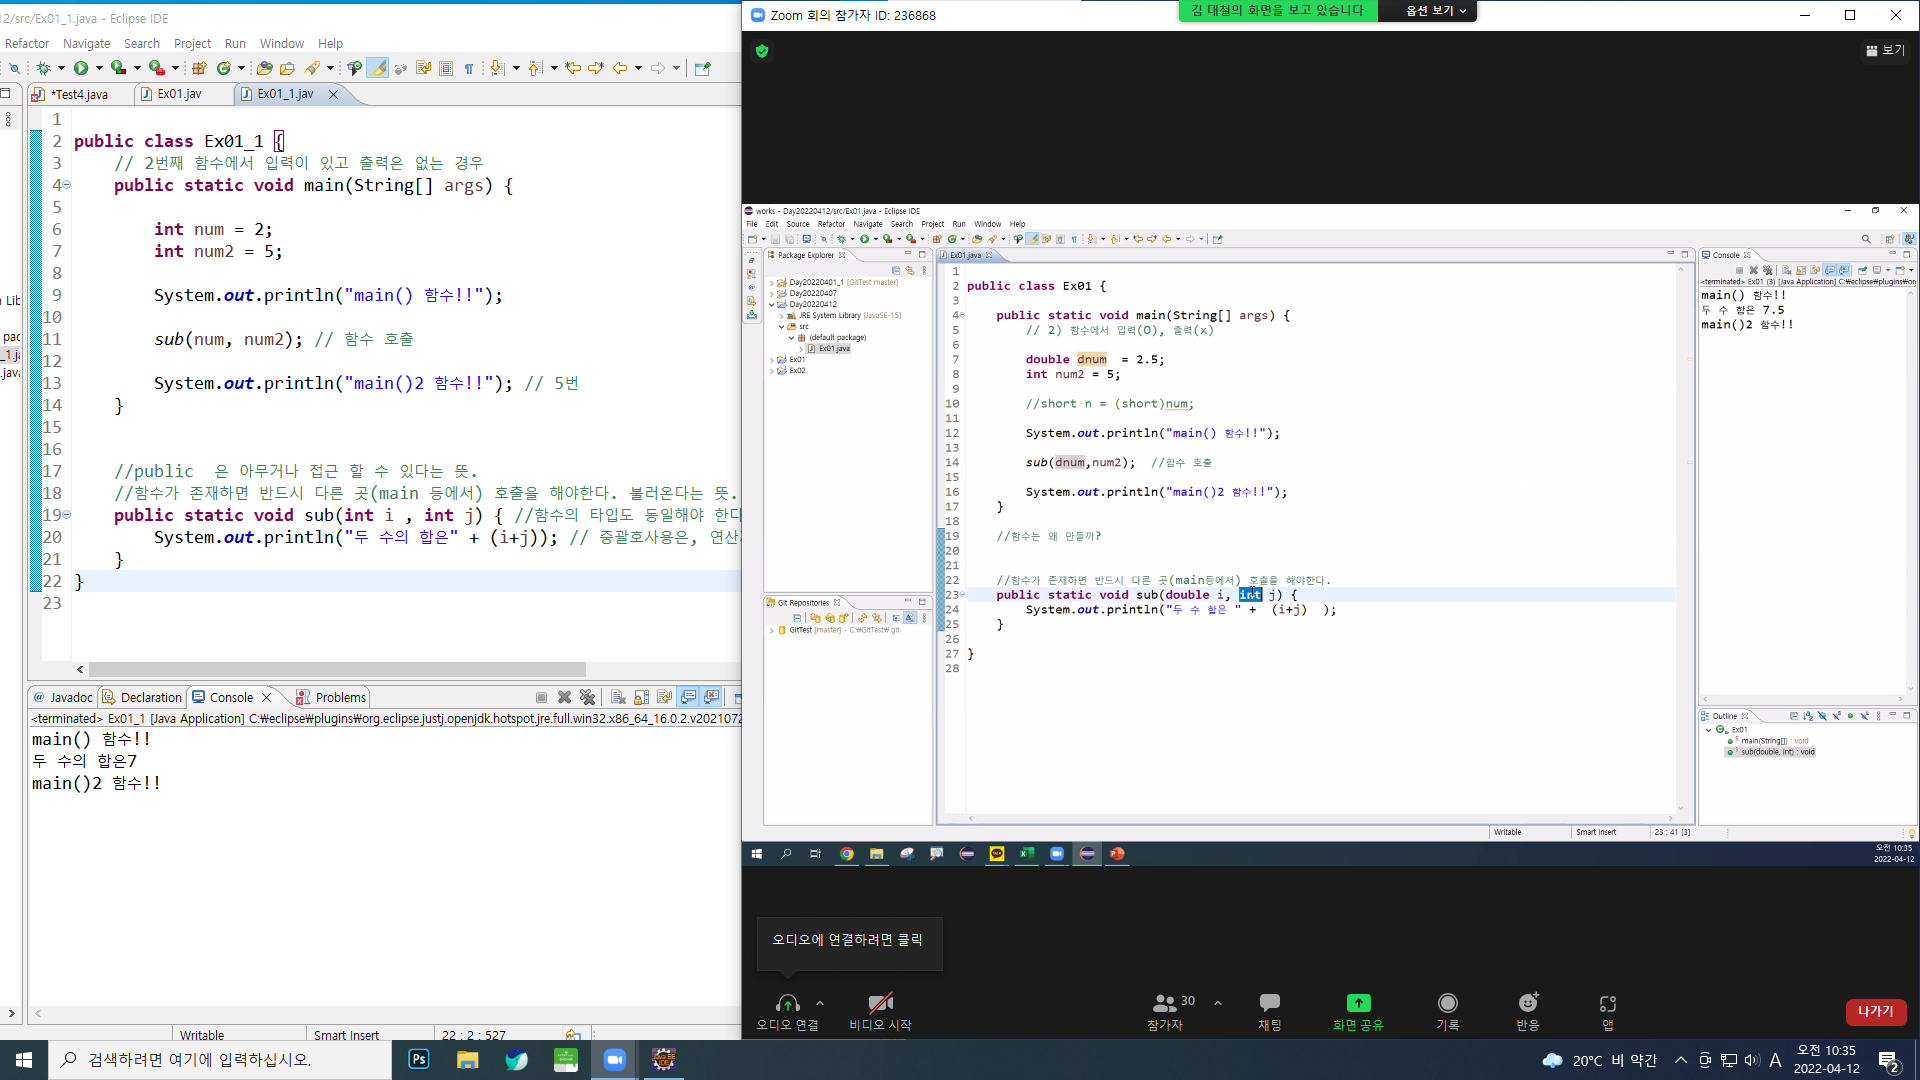 12/src/Ex01_1.java - Eclipse IDE
Refactor Navigate Search Project Run Window Help
*Test4.java Ex01.jav Ex01_1.jav
1
2 public class Ex01_1 {
3 // 2번째 함수에서 입력이 있고 출력은 없는 경우
4 public static void main(String[] args) {
5
6 int num = 2;
7 int num2 = 5;
8
9 System.out.println("main() 함수!!");
10
11 sub(num, num2); // 함수 호출
12
13 System.out.println("main()2 함수!!"); // 5번
14 }
15
16
17 //public 은 아무거나 접근 할 수 있다는 뜻.
18 //함수가 존재하면 반드시 다른 곳(main 등에서) 호출을 해야한다. 불러온다는 뜻.
19 public static void sub(int i , int j) { //함수의 타입도 동일해야 한다
20 System.out.println("두 수의 합은" + (i+j)); // 중괄호사용은, 연산
21 }
22 }
23
Javadoc Declaration Console Problems
<terminated> Ex01_1 [Java Application] C:₩eclipse₩plugins₩org.eclipse.justj.openjdk.hotspot.jre.full.win32.x86_64_16.0.2.v2021072
main() 함수!!
두 수의 합은7
main()2 함수!!
Writable Smart Insert 22 : 2 : 527
Zoom 회의 참가자 ID: 236868
김 대철의 화면을 보고 있습니다 옵션 보기
보기
works - Day20220412/src/Ex01.java - Eclipse IDE
File Edit Source Refactor Navigate Search Project Run Window Help
Package Explorer
Day20220401_1 [GitTest master]
Day20220407
Day20220412
JRE System Library [JavaSE-15]
src
(default package)
Ex01.java
Ex01
Ex02
Git Repositories
GitTest [master] - C:₩GitTest₩.git
Ex01.java
1
2 public class Ex01 {
3
4 public static void main(String[] args) {
5 // 2) 함수에서 입력(O), 출력(x)
6
7 double dnum = 2.5;
8 int num2 = 5;
9
10 //short n = (short)num;
11
12 System.out.println("main() 함수!!");
13
14 sub(dnum,num2); //함수 호출
15
16 System.out.println("main()2 함수!!");
17 }
18
19 //함수는 왜 만들까?
20
21
22 //함수가 존재하면 반드시 다른 곳(main등에서) 호출을 해야한다.
23 public static void sub(double i, int j) {
24 System.out.println("두 수 합은 " + (i+j) );
25 }
26
27 }
28
Console
<terminated> Ex01 (3) [Java Application] C:₩eclipse₩plugins₩or
main() 함수!!
두 수 합은 7.5
main()2 함수!!
Outline
Ex01
main(String[]) : void
sub(double, int) : void
Writable Smart Insert 23 : 41 [3]
오전 10:35
2022-04-12
오디오에 연결하려면 클릭
오디오 연결 비디오 시작 참가자 30 채팅 화면 공유 기록 반응 앱 나가기
검색하려면 여기에 입력하십시오.
Ps
20°C 비 약간 A 오전 10:35
2022-04-12
2